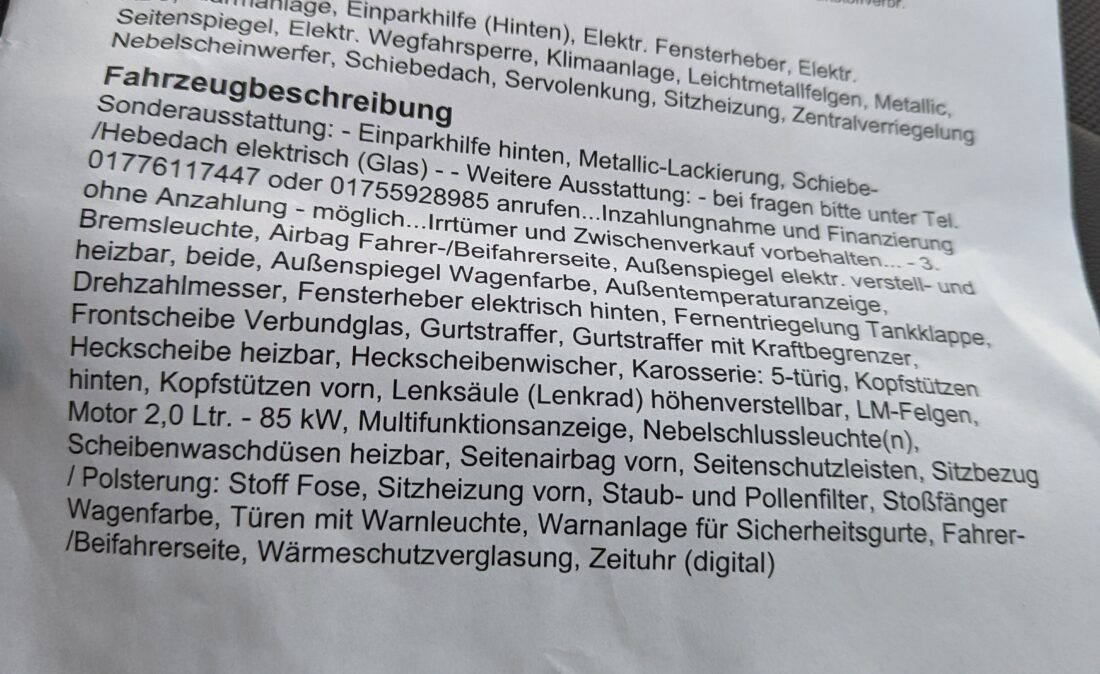 Einparkhilfe (Hinten), Elektr. Fensterheber, Elektr.
Seitenspiegel, Elektr. Wegfahrsperre, Klimaanlage, Leichtmetallfelgen, Metallic,
Nebelscheinwerfer, Schiebedach, Servolenkung, Sitzheizung, Zentralverriegelung
Fahrzeugbeschreibung
Sonderausstattung: - Einparkhilfe hinten, Metallic-Lackierung, Schiebe-
/Hebedach elektrisch (Glas) - - Weitere Ausstattung: - bei fragen bitte unter Tel.
01776117447 oder 01755928985 anrufen...Inzahlungnahme und Finanzierung
ohne Anzahlung - möglich...Irrtümer und Zwischenverkauf vorbehalten... - 3.
Bremsleuchte, Airbag Fahrer-/Beifahrerseite, Außenspiegel elektr. verstell- und
heizbar, beide, Außenspiegel Wagenfarbe, Außentemperaturanzeige,
Drehzahlmesser, Fensterheber elektrisch hinten, Fernentriegelung Tankklappe,
Frontscheibe Verbundglas, Gurtstraffer, Gurtstraffer mit Kraftbegrenzer,
Heckscheibe heizbar, Heckscheibenwischer, Karosserie: 5-türig, Kopfstützen
hinten, Kopfstützen vorn, Lenksäule (Lenkrad) höhenverstellbar, LM-Felgen,
Motor 2,0 Ltr. - 85 kW, Multifunktionsanzeige, Nebelschlussleuchte(n),
Scheibenwaschdüsen heizbar, Seitenairbag vorn, Seitenschutzleisten, Sitzbezug
/ Polsterung: Stoff Fose, Sitzheizung vorn, Staub- und Pollenfilter, Stoßfänger
Wagenfarbe, Türen mit Warnleuchte, Warnanlage für Sicherheitsgurte, Fahrer-
/Beifahrerseite, Wärmeschutzverglasung, Zeituhr (digital)